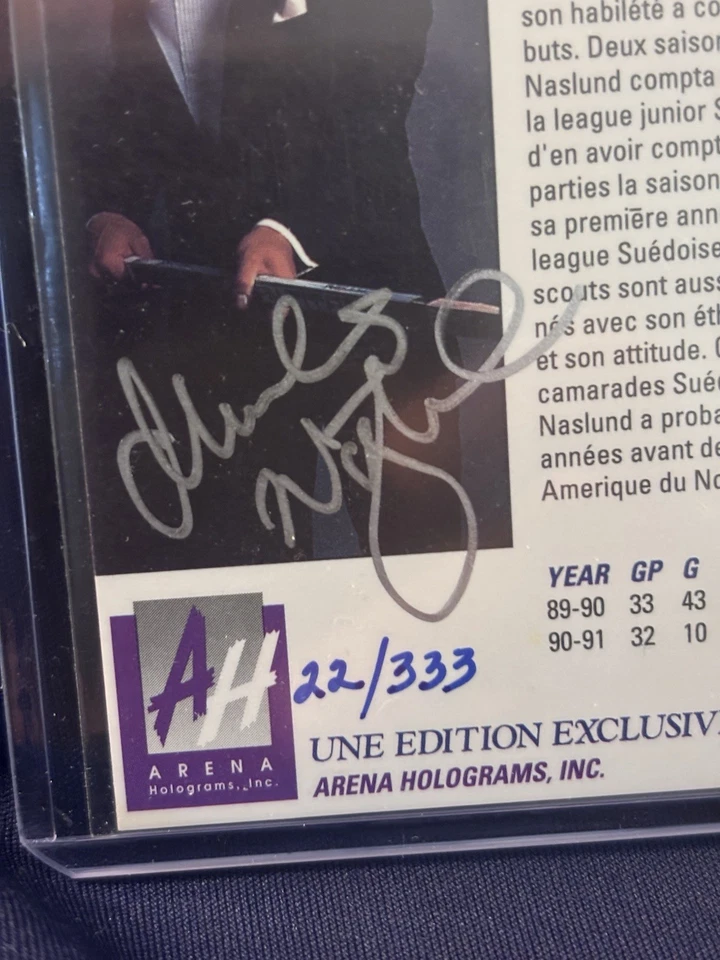 son habilété a co
buts. Deux saiso
Naslund compta
la league junior S
d'en avoir compt
parties la saison
sa premiēre ann
league Suédoise
scouts sont auss
nés avec son éth
et son attitude. C
camarades Sué
Naslund a proba
années avant de
Amerique du No
Markus
Naslund
YEAR GP G
89-90 33 43
90-91 32 10
AH
ARENA
Holograms, Inc.
22/333
UNE EDITION EXCLUSIV
ARENA HOLOGRAMS, INC.